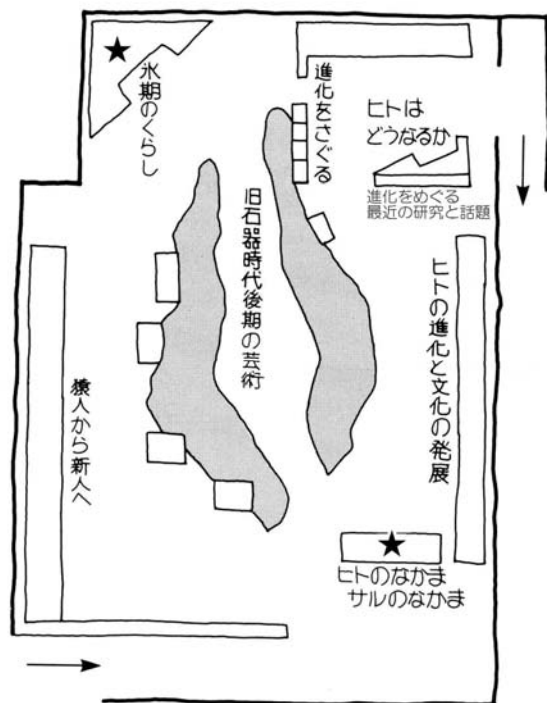 氷期のくらし
進化をさぐる
ヒトは
どうなるか
進化をめぐる
最近の研究と話題
旧石器時代後期の芸術
ヒトの進化と文化の発展
猿人から新人へ
ヒトのなかま
サルのなかま